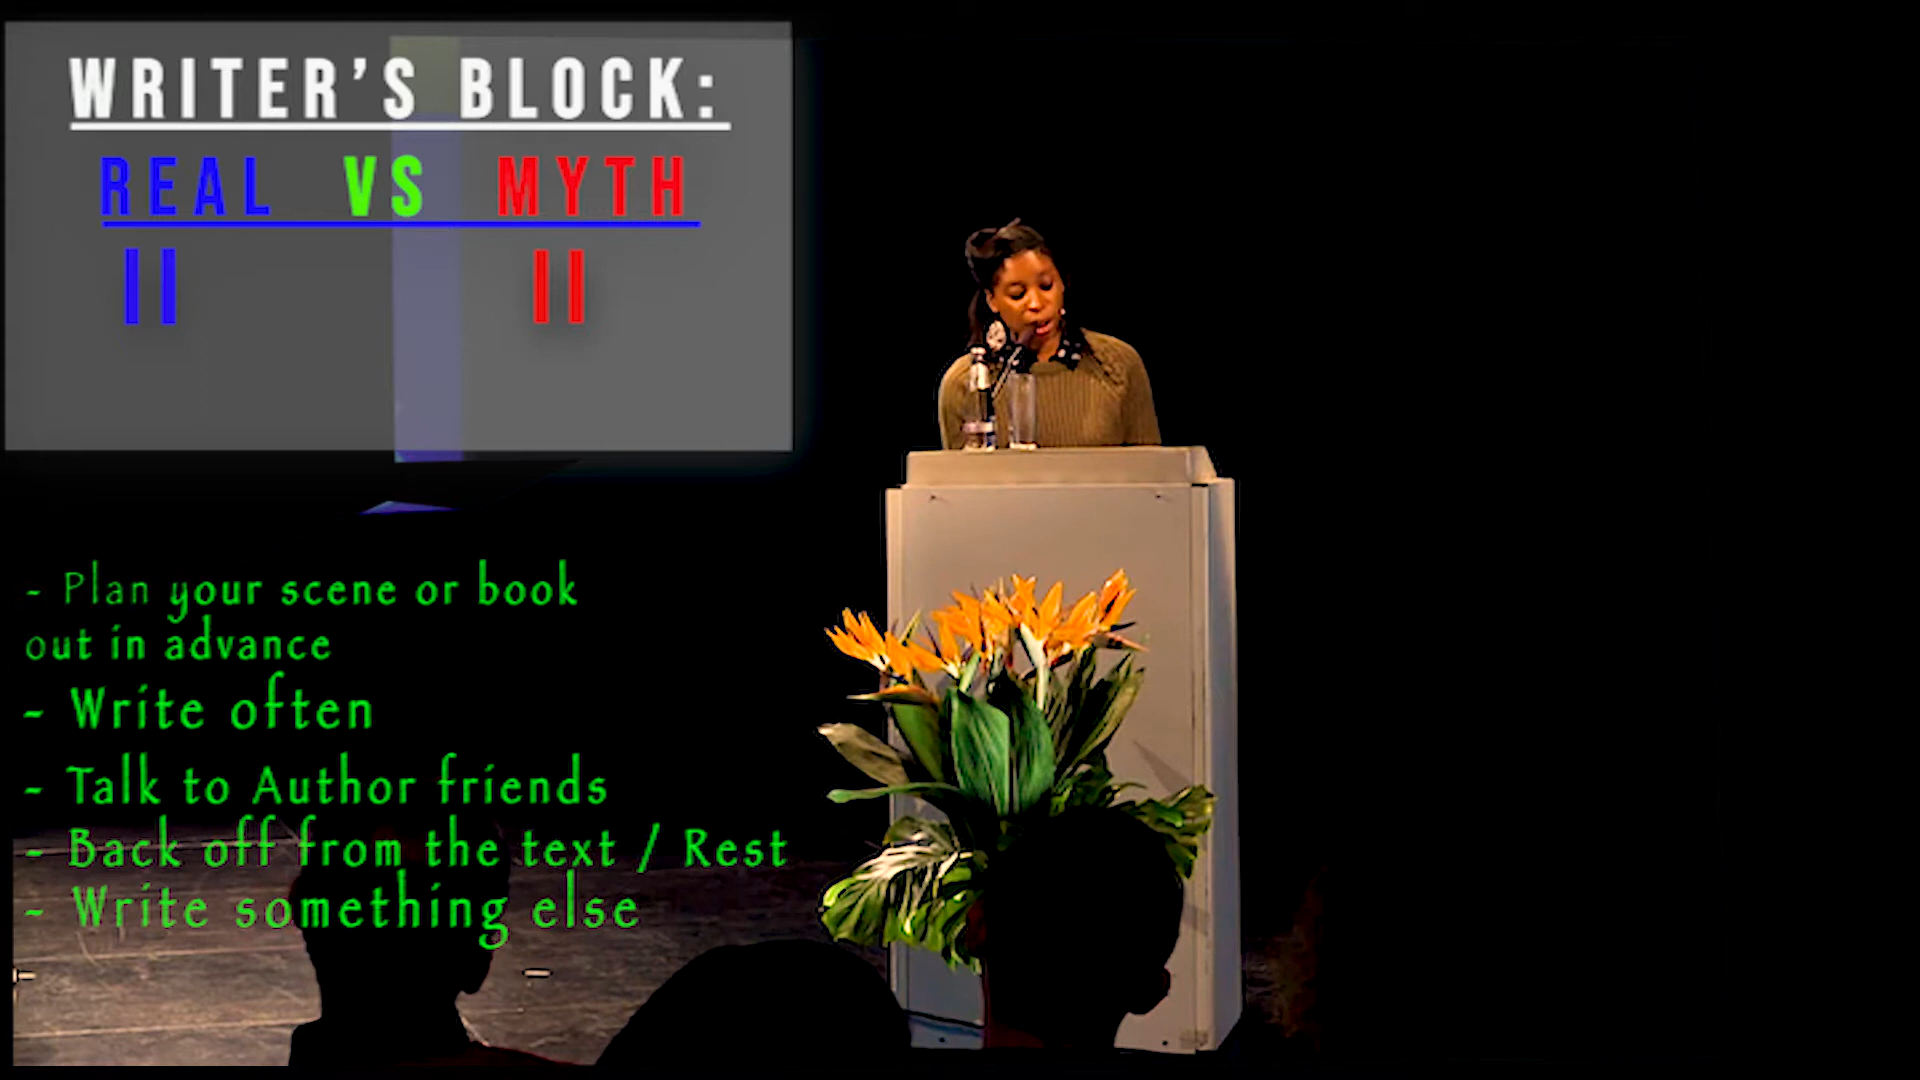 WRITER'S BLOCK:
REAL VS MYTH
II II
- Plan your scene or book
out in advance
- Write often
- Talk to Author friends
- Back off from the text / Rest
- Write something else